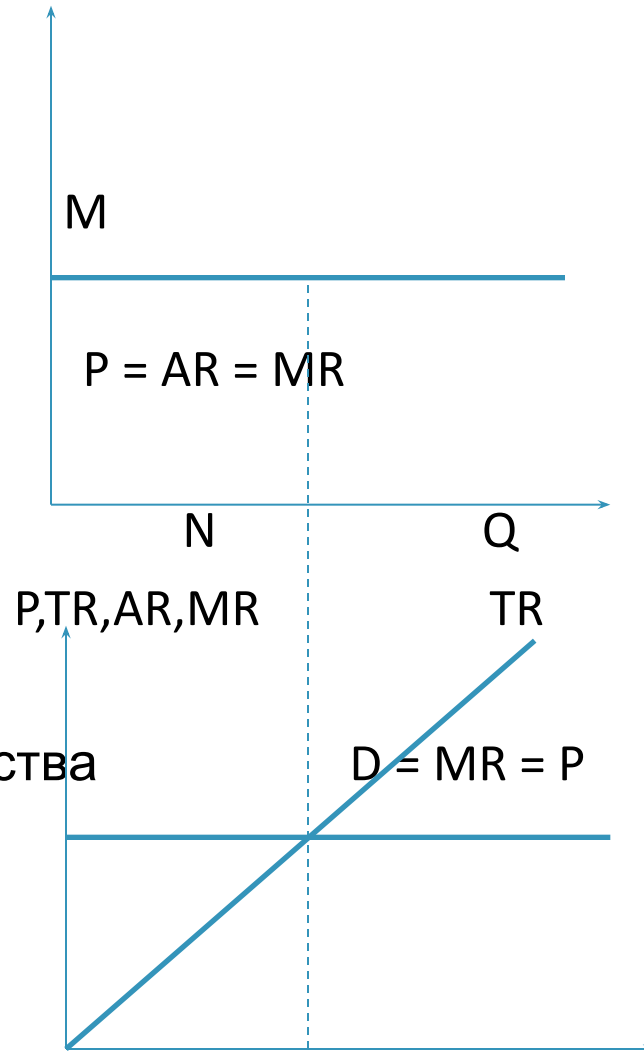 M
P = AR = MR
N Q
P,TR,AR,MR TR
ства D = MR = P